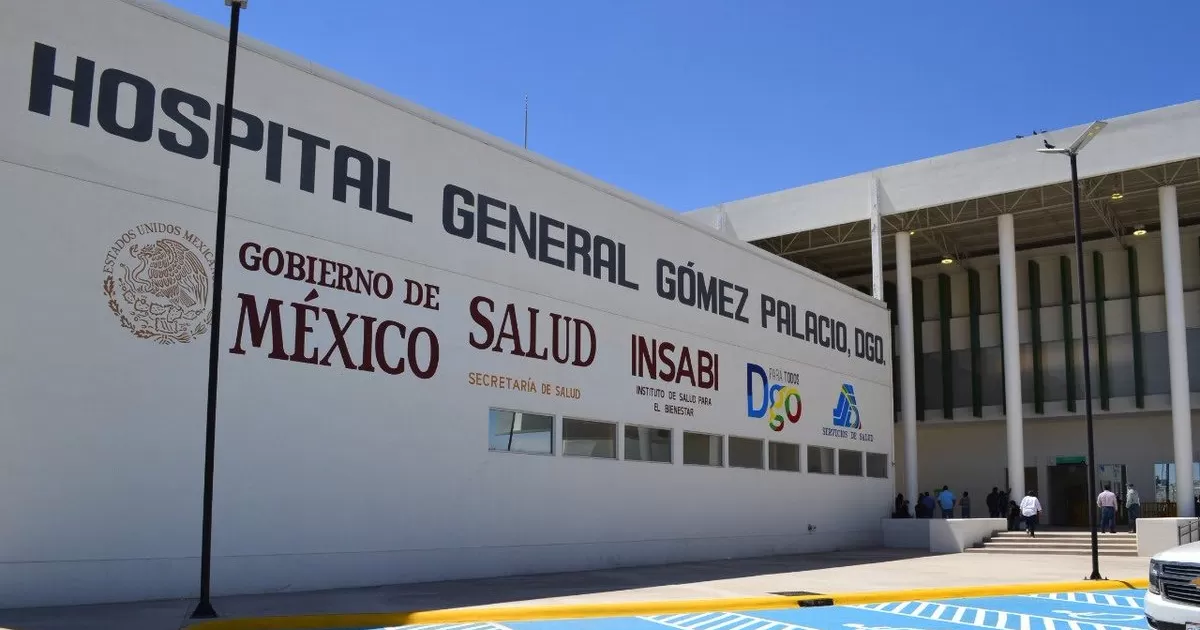 HOSPITAL GENERAL GÓMEZ PALACIO, DGO.
ESTADOS UNIDOS MEXICANOS
GOBIERNO DE
MÉXICO
SALUD
SECRETARÍA DE SALUD
INSABI
INSTITUTO DE SALUD PARA
EL BIENESTAR
PARA TODOS
Dgo
SERVICIOS DE SALUD